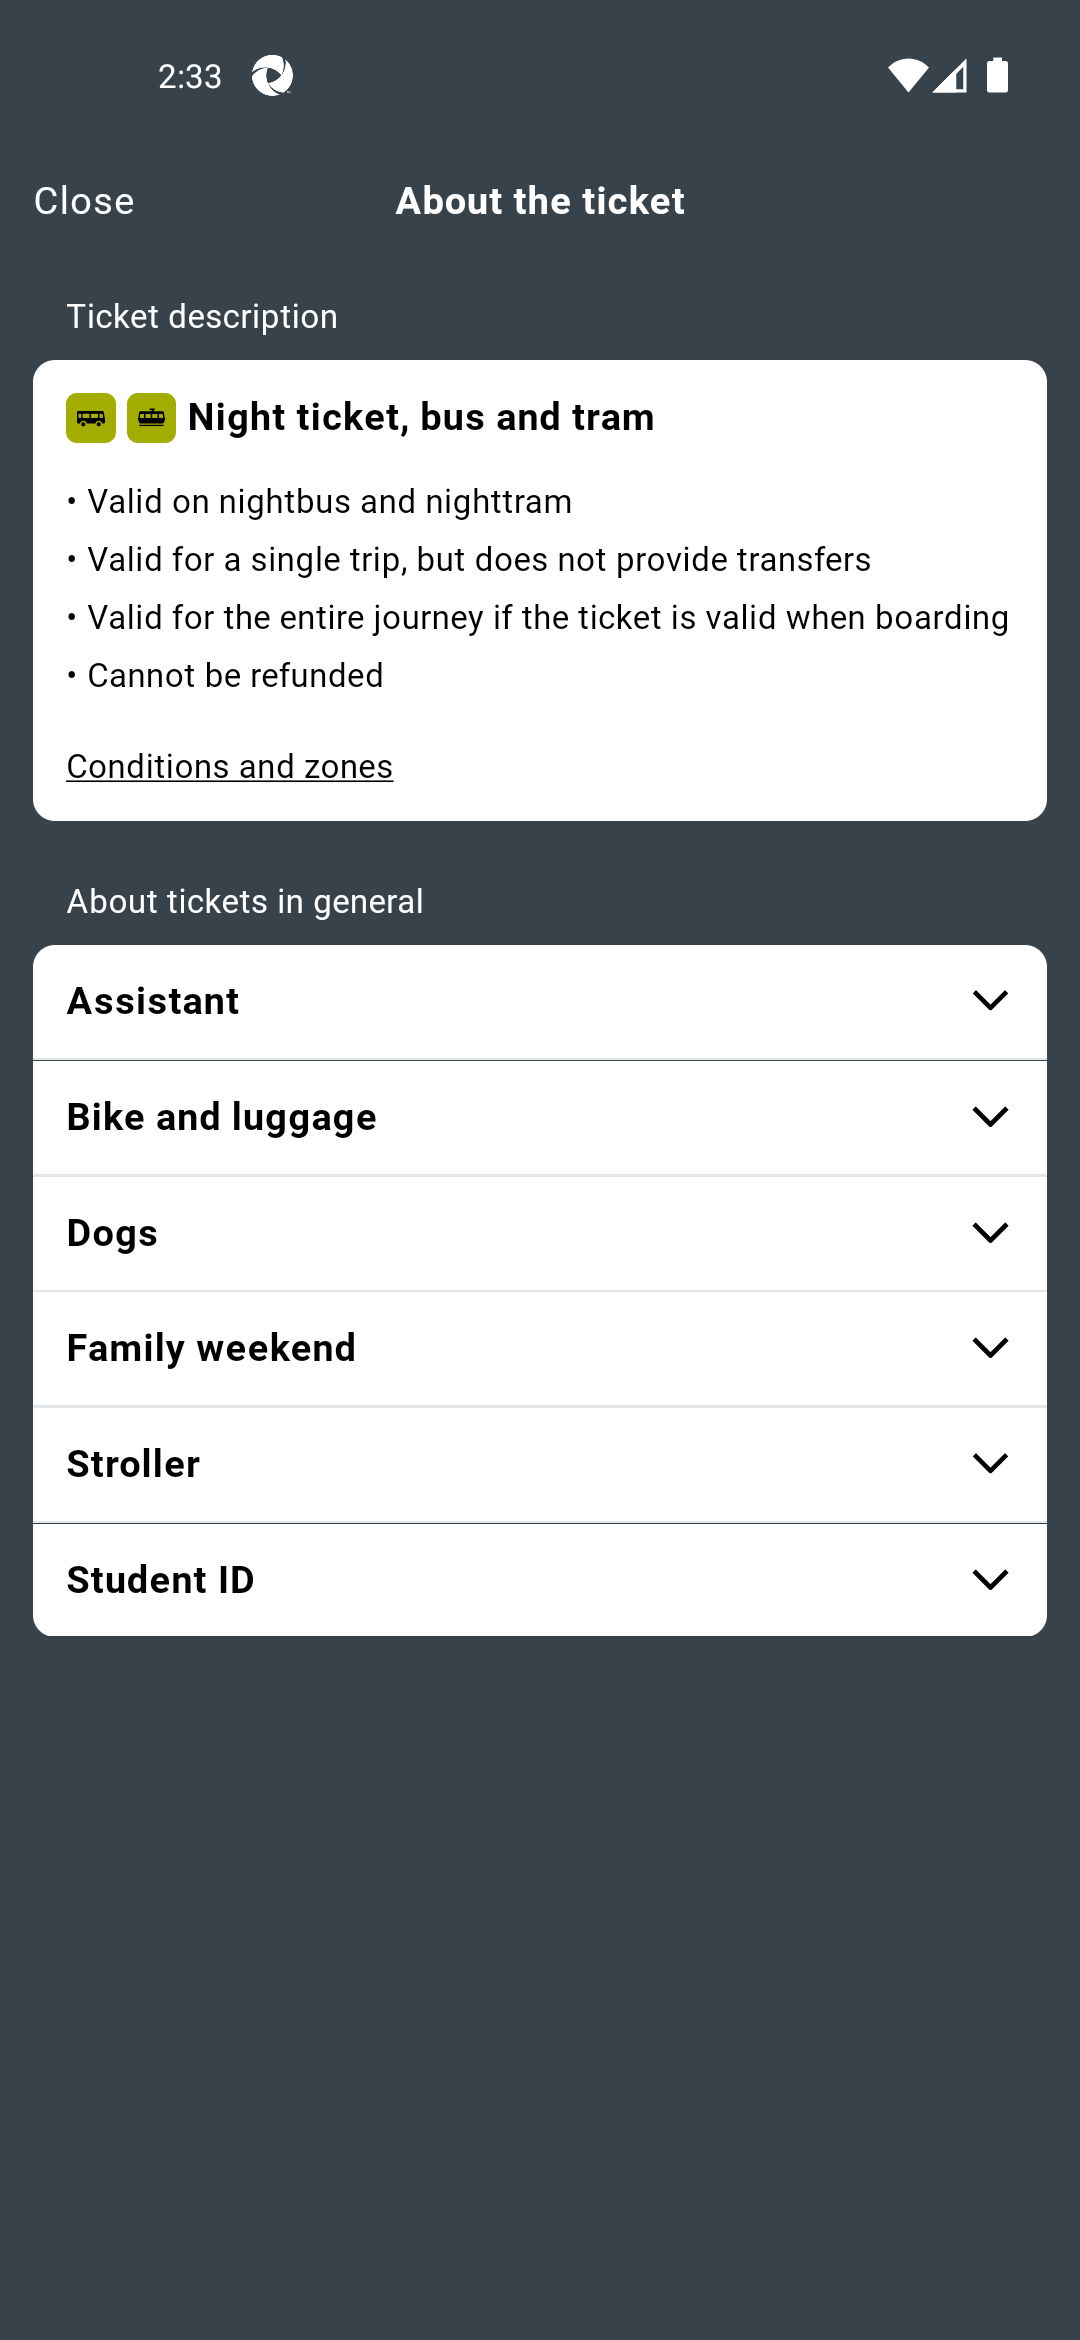 2:33
Close
About the ticket
Ticket description
Night ticket, bus and tram
• Valid on nightbus and nighttram
• Valid for a single trip, but does not provide transfers
• Valid for the entire journey if the ticket is valid when boarding
• Cannot be refunded
Conditions and zones
About tickets in general
Assistant
Bike and luggage
Dogs
Family weekend
Stroller
Student ID